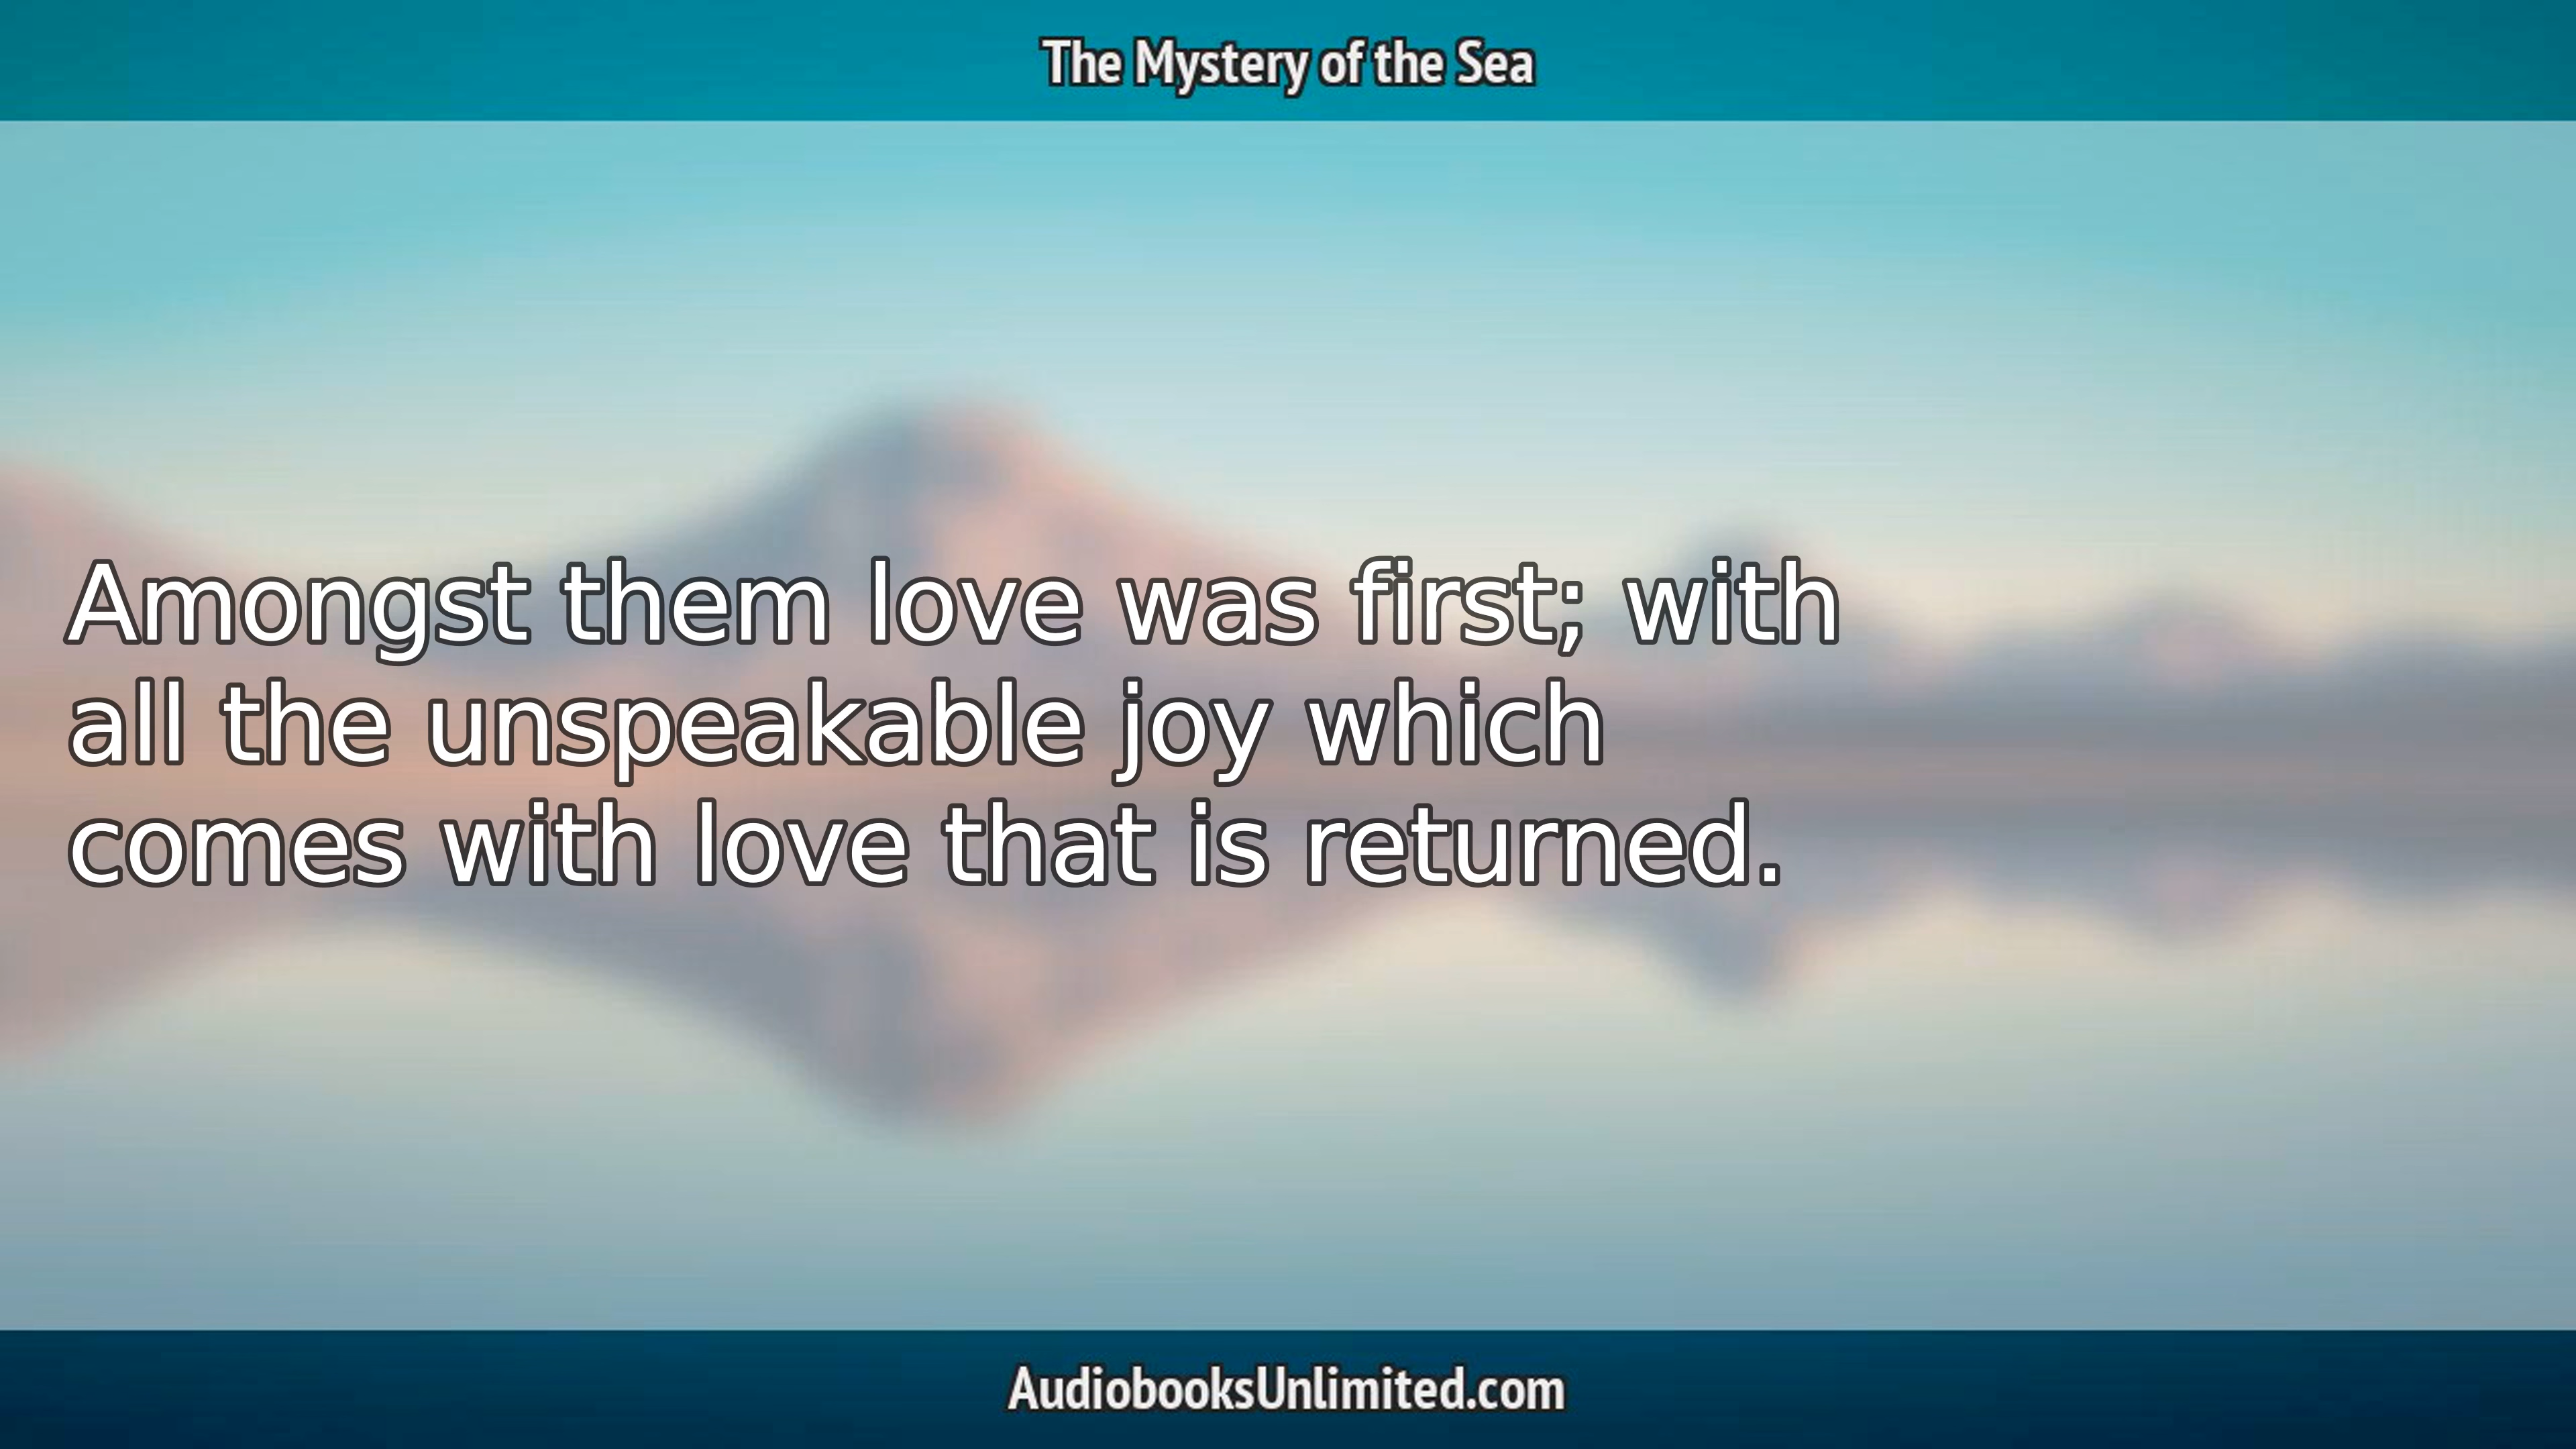 The Mystery of the Sea
Amongst them love was first; with
all the unspeakable joy which
comes with love that is returned.
AudiobooksUnlimited.com